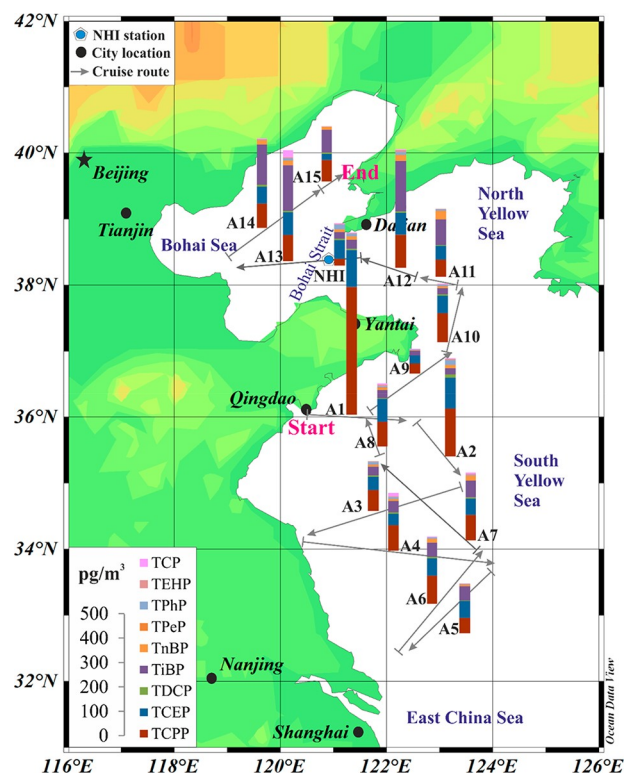 42°N
40°N
38°N
36°N
34°N
32°N
NHI station
City location
Cruise route
Beijing
Tianjin
Bohai Sea
Bohai Strait
Dalian
North
Yellow
Sea
End
A15
A14
A13
NHI
A12
A11
A10
Yantai
A9
Qingdao
Start
A1
A8
A2
South
Yellow
Sea
A3
A4
A7
A6
A5
pg/m³
500
400
300
200
100
0
TCP
TEHP
TPhP
TPeP
TnBP
TiBP
TDCP
TCEP
TCPP
Nanjing
Shanghai
East China Sea
Ocean Data View
116°E
118°E
120°E
122°E
124°E
126°E